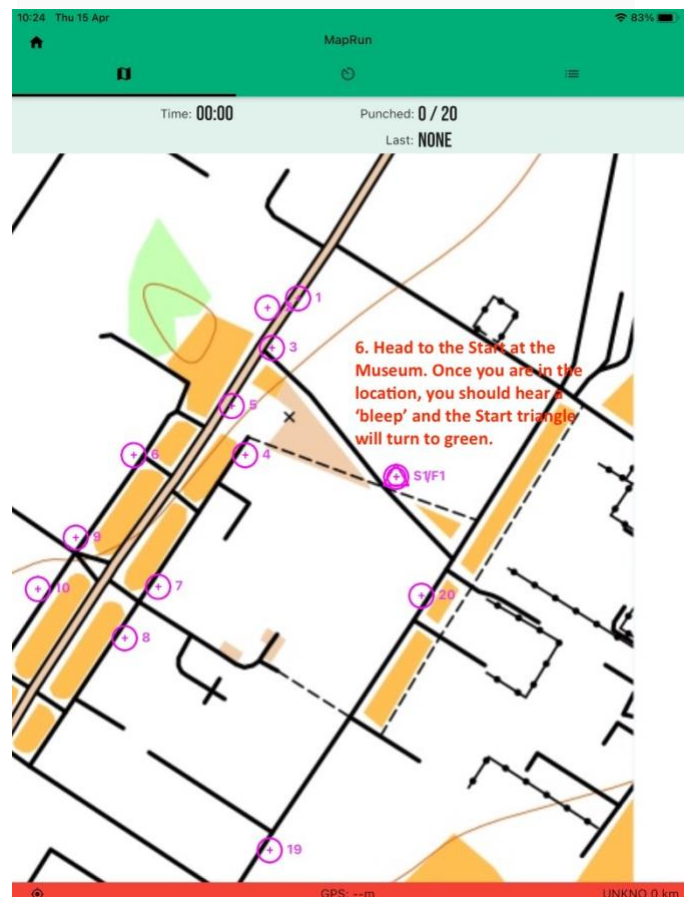 10:24 Thu 15 Apr
83%
MapRun
Time: 00:00
Punched: 0 / 20
Last: NONE
1
3
6. Head to the Start at the
Museum. Once you are in the
location, you should hear a
'bleep' and the Start triangle
will turn to green.
5
6
4
S1/F1
9
10
7
20
8
19
GPS: --m
UNKNO 0 km